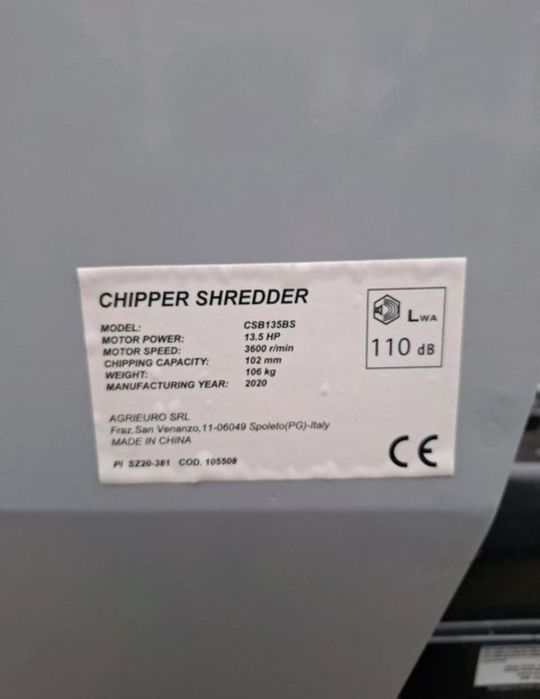 CHIPPER SHREDDER
MODEL: CSB135BS
MOTOR POWER: 13.5 HP
MOTOR SPEED: 3600 r/min
CHIPPING CAPACITY: 102 mm
WEIGHT: 106 kg
MANUFACTURING YEAR: 2020
LWA
110 dB
AGRIEURO SRL
Fraz.San Venanzo,11-06049 Spoleto(PG)-Italy
MADE IN CHINA
PI SZ20-381 COD. 105508
CE